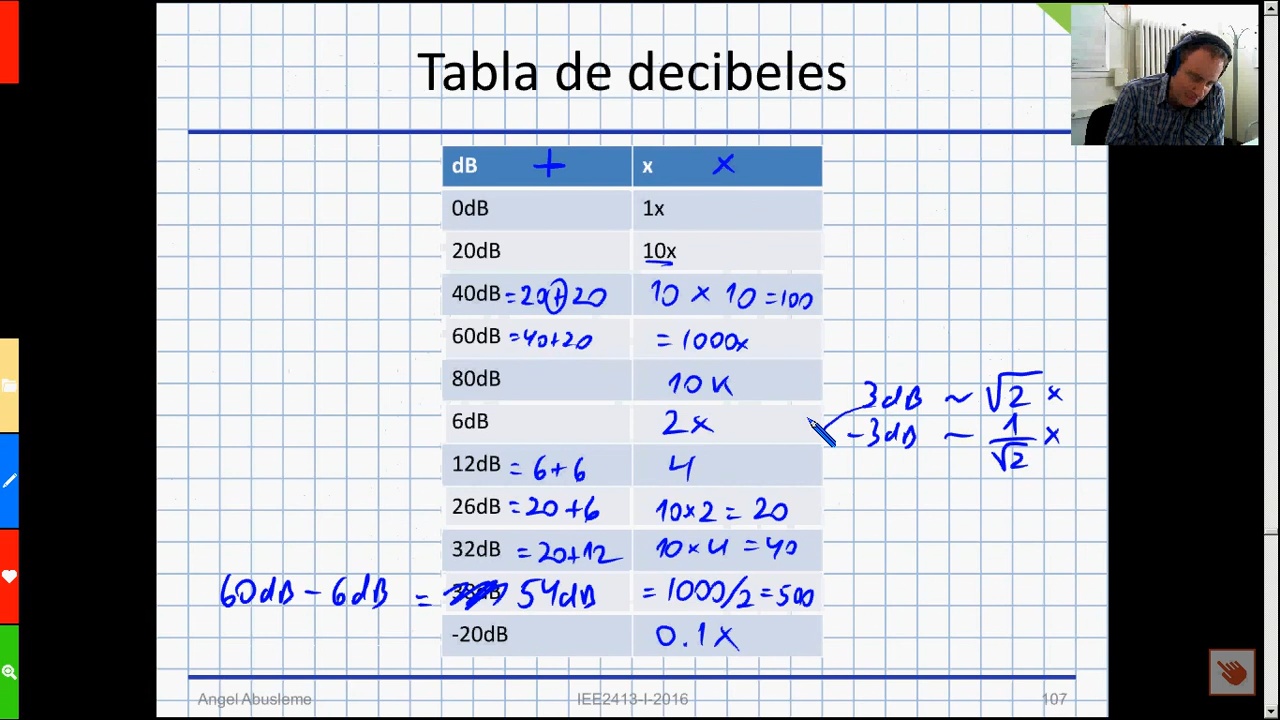 Tabla de decibeles
dB + x ×
0dB 1x
20dB 10x
40dB = 20 + 20 10 × 10 = 100
60dB = 40+20 = 1000x
80dB 10K
3dB ~ √2 x
6dB 2x
-3dB ~ 1/√2 x
12dB = 6+6 4
26dB = 20+6 10×2 = 20
32dB = 20+12 10×4 = 40
60dB - 6dB = 54dB = 1000/2 = 500
-20dB 0.1x
Angel Abusleme IEE2413-I-2016 107